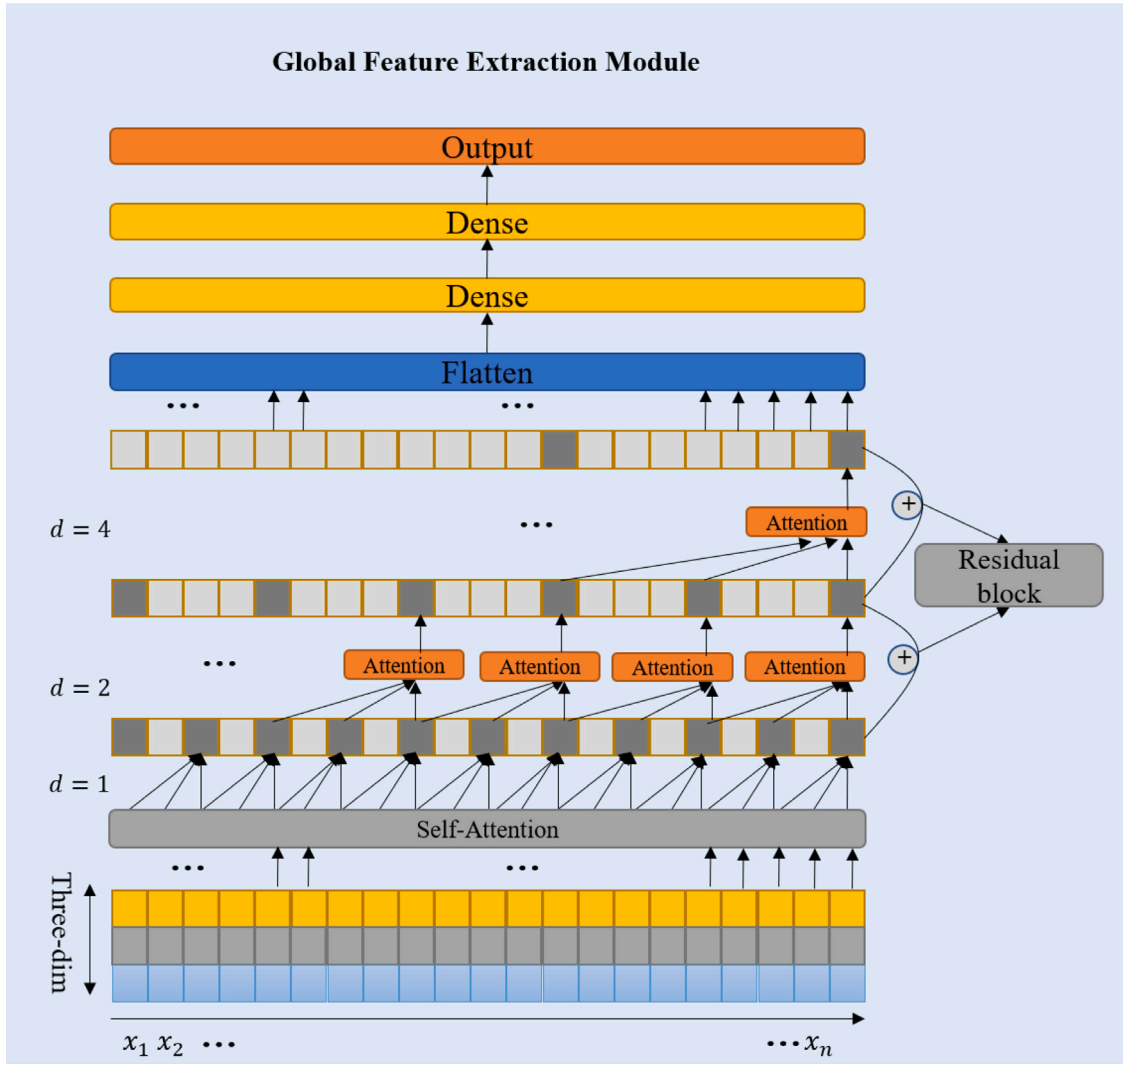 Global Feature Extraction Module
Output
Dense
Dense
Flatten
... ...
d = 4
...
Attention
+
Residual
block
...
Attention Attention Attention Attention
+
d = 2
d = 1
Self-Attention
... ...
Three-dim
x₁ x₂ ... ... xₙ